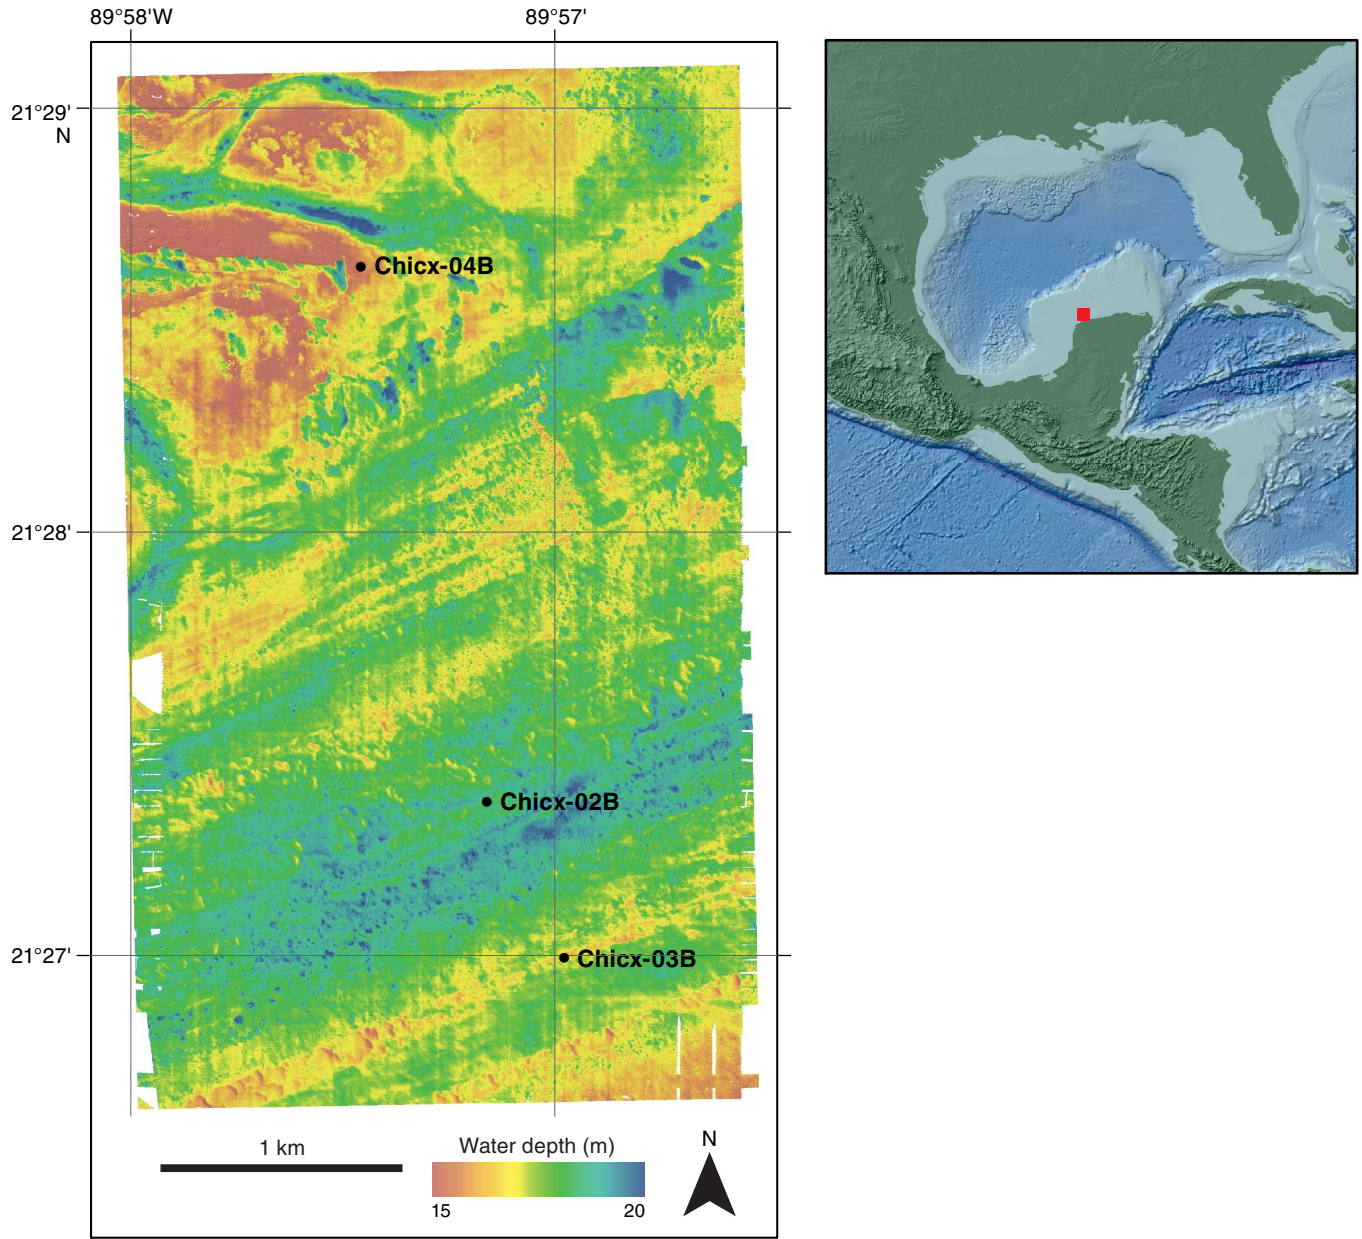 89°58'W
89°57'
21°29'
N
Chicx-04B
21°28'
Chicx-02B
21°27'
Chicx-03B
1 km
Water depth (m)
15
20
N